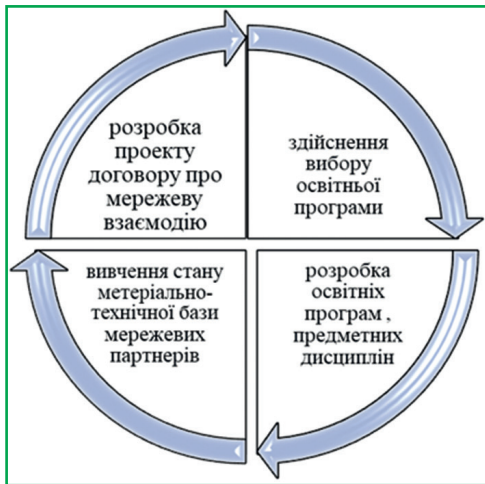 розробка
проекту
договору про
мережеву
взаємодію
здійснення
вибору
освітньої
програми
вивчення стану
метеріально-
технічної бази
мережевих
партнерів
розробка
освітніх
програм ,
предметних
дисциплін